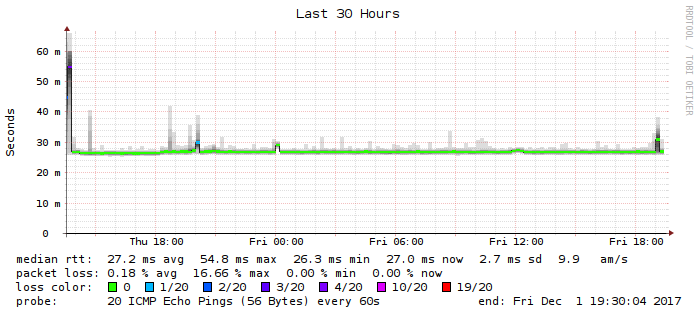 Last 30 Hours
RRDTOOL / TOBI OETIKER
Seconds
60 m
50 m
40 m
30 m
20 m
10 m
0
Thu 18:00 Fri 00:00 Fri 06:00 Fri 12:00 Fri 18:00
median rtt: 27.2 ms avg 54.8 ms max 26.3 ms min 27.0 ms now 2.7 ms sd 9.9 am/s
packet loss: 0.18 % avg 16.66 % max 0.00 % min 0.00 % now
loss color: 0 1/20 2/20 3/20 4/20 10/20 19/20
probe: 20 ICMP Echo Pings (56 Bytes) every 60s end: Fri Dec 1 19:30:04 2017